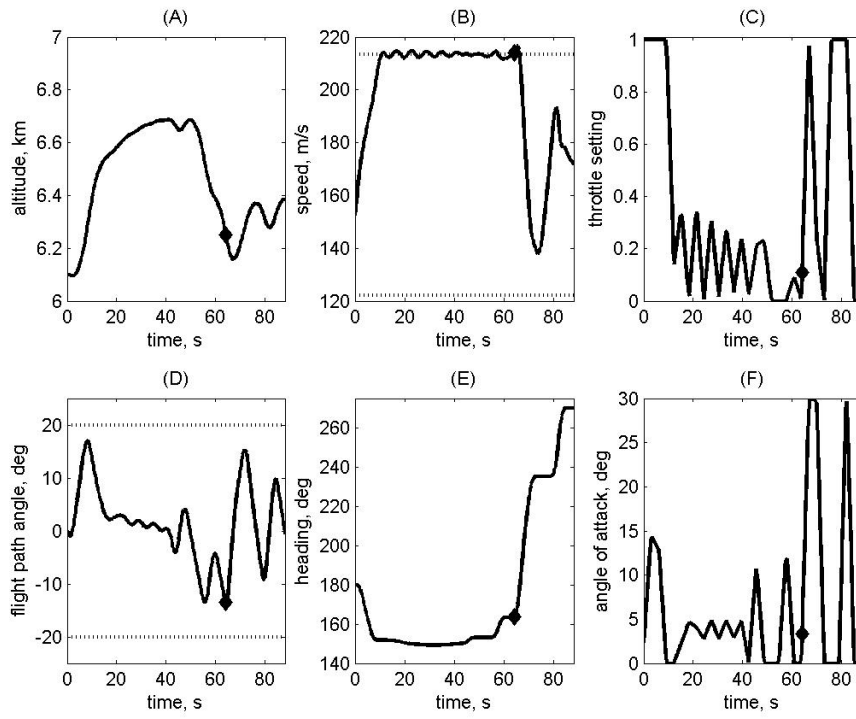 (A)
7
6.8
6.6
6.4
6.2
6
altitude, km
0 20 40 60 80
time, s
(B)
220
200
180
160
140
120
speed, m/s
0 20 40 60 80
time, s
(C)
1
0.8
0.6
0.4
0.2
0
throttle setting
0 20 40 60 80
time, s
(D)
20
10
0
-10
-20
flight path angle, deg
0 20 40 60 80
time, s
(E)
260
240
220
200
180
160
140
heading, deg
0 20 40 60 80
time, s
(F)
30
25
20
15
10
5
0
angle of attack, deg
0 20 40 60 80
time, s